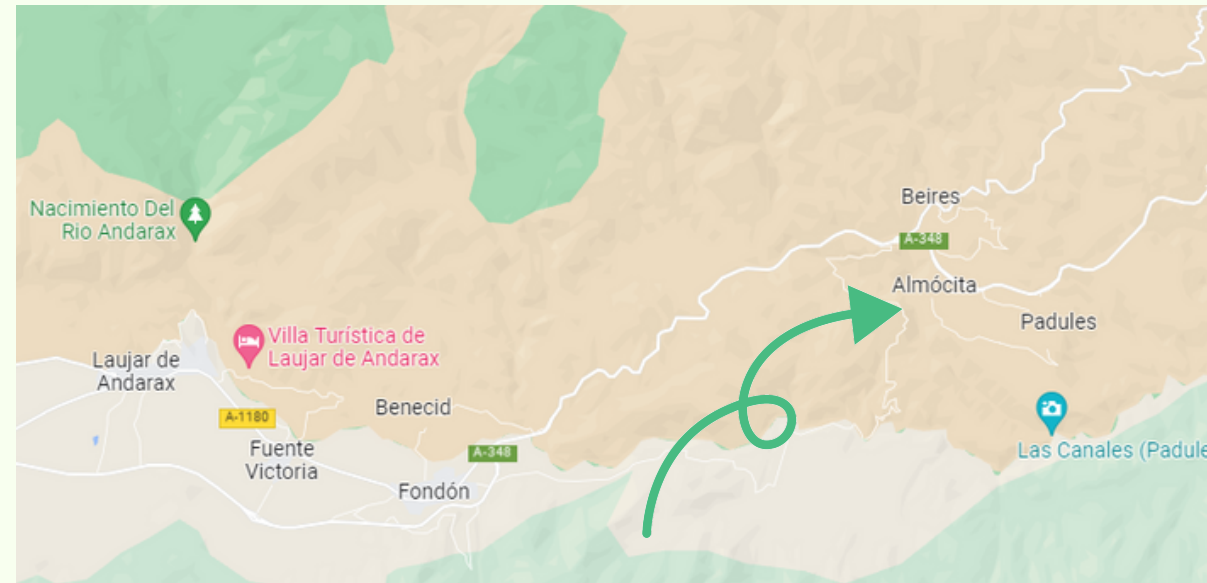 Nacimiento Del
Rio Andarax
Beires
A-348
Almócita
Padules
Villa Turística de
Laujar de Andarax
Laujar de
Andarax
Benecid
A-1180
Fuente
Victoria
A-348
Fondón
Las Canales (Padule